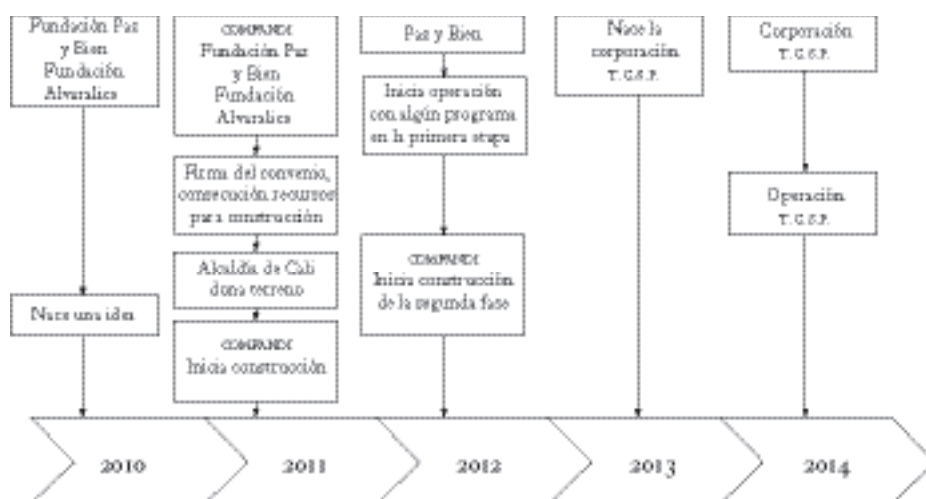 Fundación Paz
y Bien
Fundación
Alvaralice
Nace una idea
2010
COMFANDI
Fundación Paz
y Bien
Fundación
Alvaralice
Firma del convenio,
consecución recursos
para construcción
Alcaldía de Cali
dona terreno
COMFANDI
Inicia construcción
2011
Paz y Bien
Inicia operación
con algún programa
en la primera etapa
COMFANDI
Inicia construcción
de la segunda fase
2012
Nace la
corporación
T.G.S.P.
2013
Corporación
T.G.S.P.
Operación
T.G.S.P.
2014